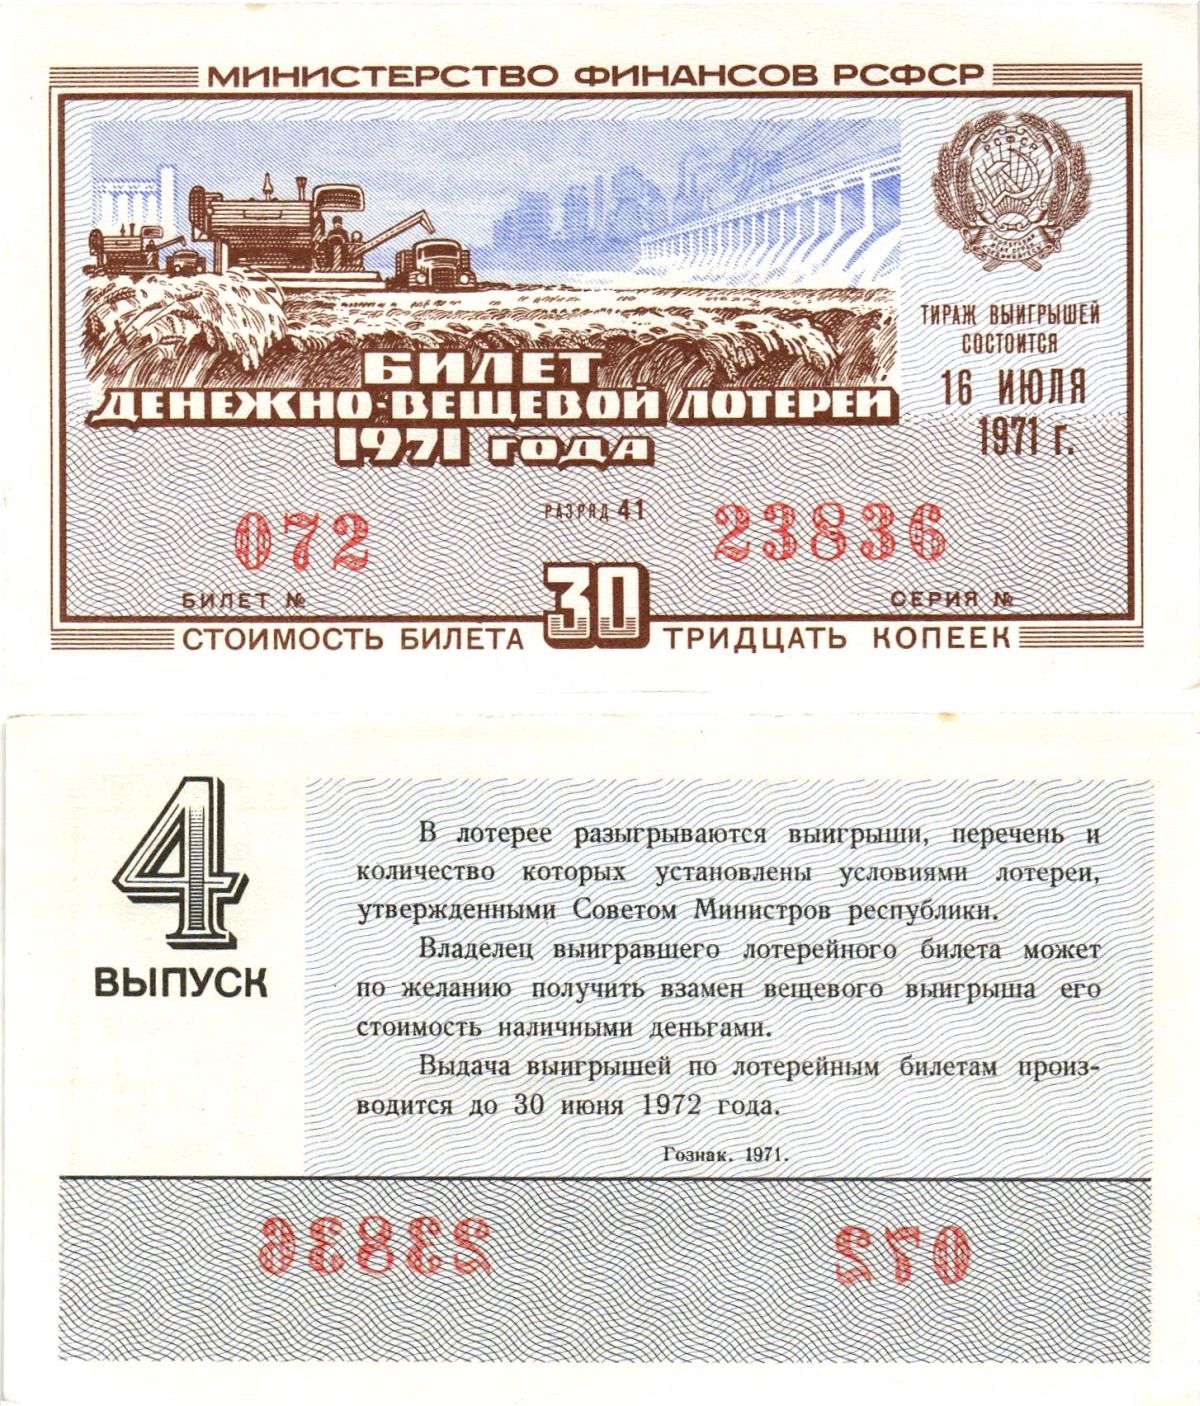 МИНИСТЕРСТВО ФИНАНСОВ РСФСР
РСФСР
ТИРАЖ ВЫИГРЫШЕЙ
СОСТОИТСЯ
16 ИЮЛЯ
1971 г.
БИЛЕТ
ДЕНЕЖНО-ВЕЩЕВОЙ ЛОТЕРЕИ
1971 ГОДА
072 РАЗРЯД 41 23836
БИЛЕТ № СЕРИЯ №
СТОИМОСТЬ БИЛЕТА 30 ТРИДЦАТЬ КОПЕЕК
4
ВЫПУСК
В лотерее разыгрываются выигрыши, перечень и
количество которых установлены условиями лотереи,
утвержденными Советом Министров республики.
Владелец выигравшего лотерейного билета может
по желанию получить взамен вещевого выигрыша его
стоимость наличными деньгами.
Выдача выигрышей по лотерейным билетам произ-
водится до 30 июня 1972 года.
Гознак. 1971.
23836 072